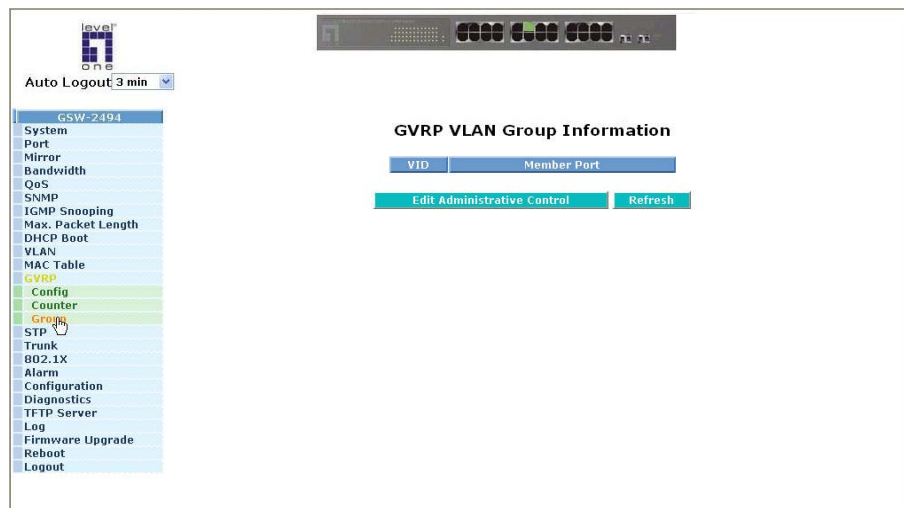 level
one
Auto Logout 3 min
GSW-2494
System
Port
Mirror
Bandwidth
QoS
SNMP
IGMP Snooping
Max. Packet Length
DHCP Boot
VLAN
MAC Table
GVRP
Config
Counter
Group
STP
Trunk
802.1X
Alarm
Configuration
Diagnostics
TFTP Server
Log
Firmware Upgrade
Reboot
Logout
GVRP VLAN Group Information
VID Member Port
Edit Administrative Control Refresh